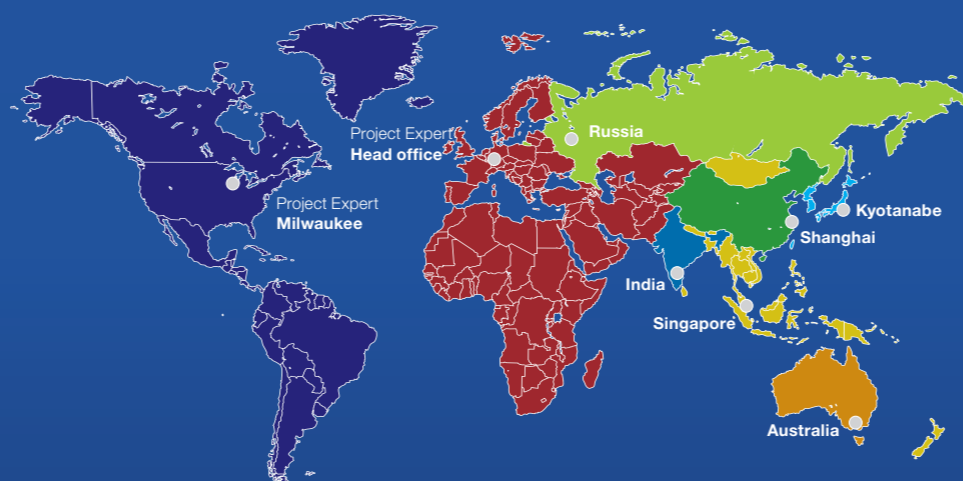 Project Expert
Head office
Russia
Project Expert
Milwaukee
Kyotanabe
Shanghai
India
Singapore
Australia